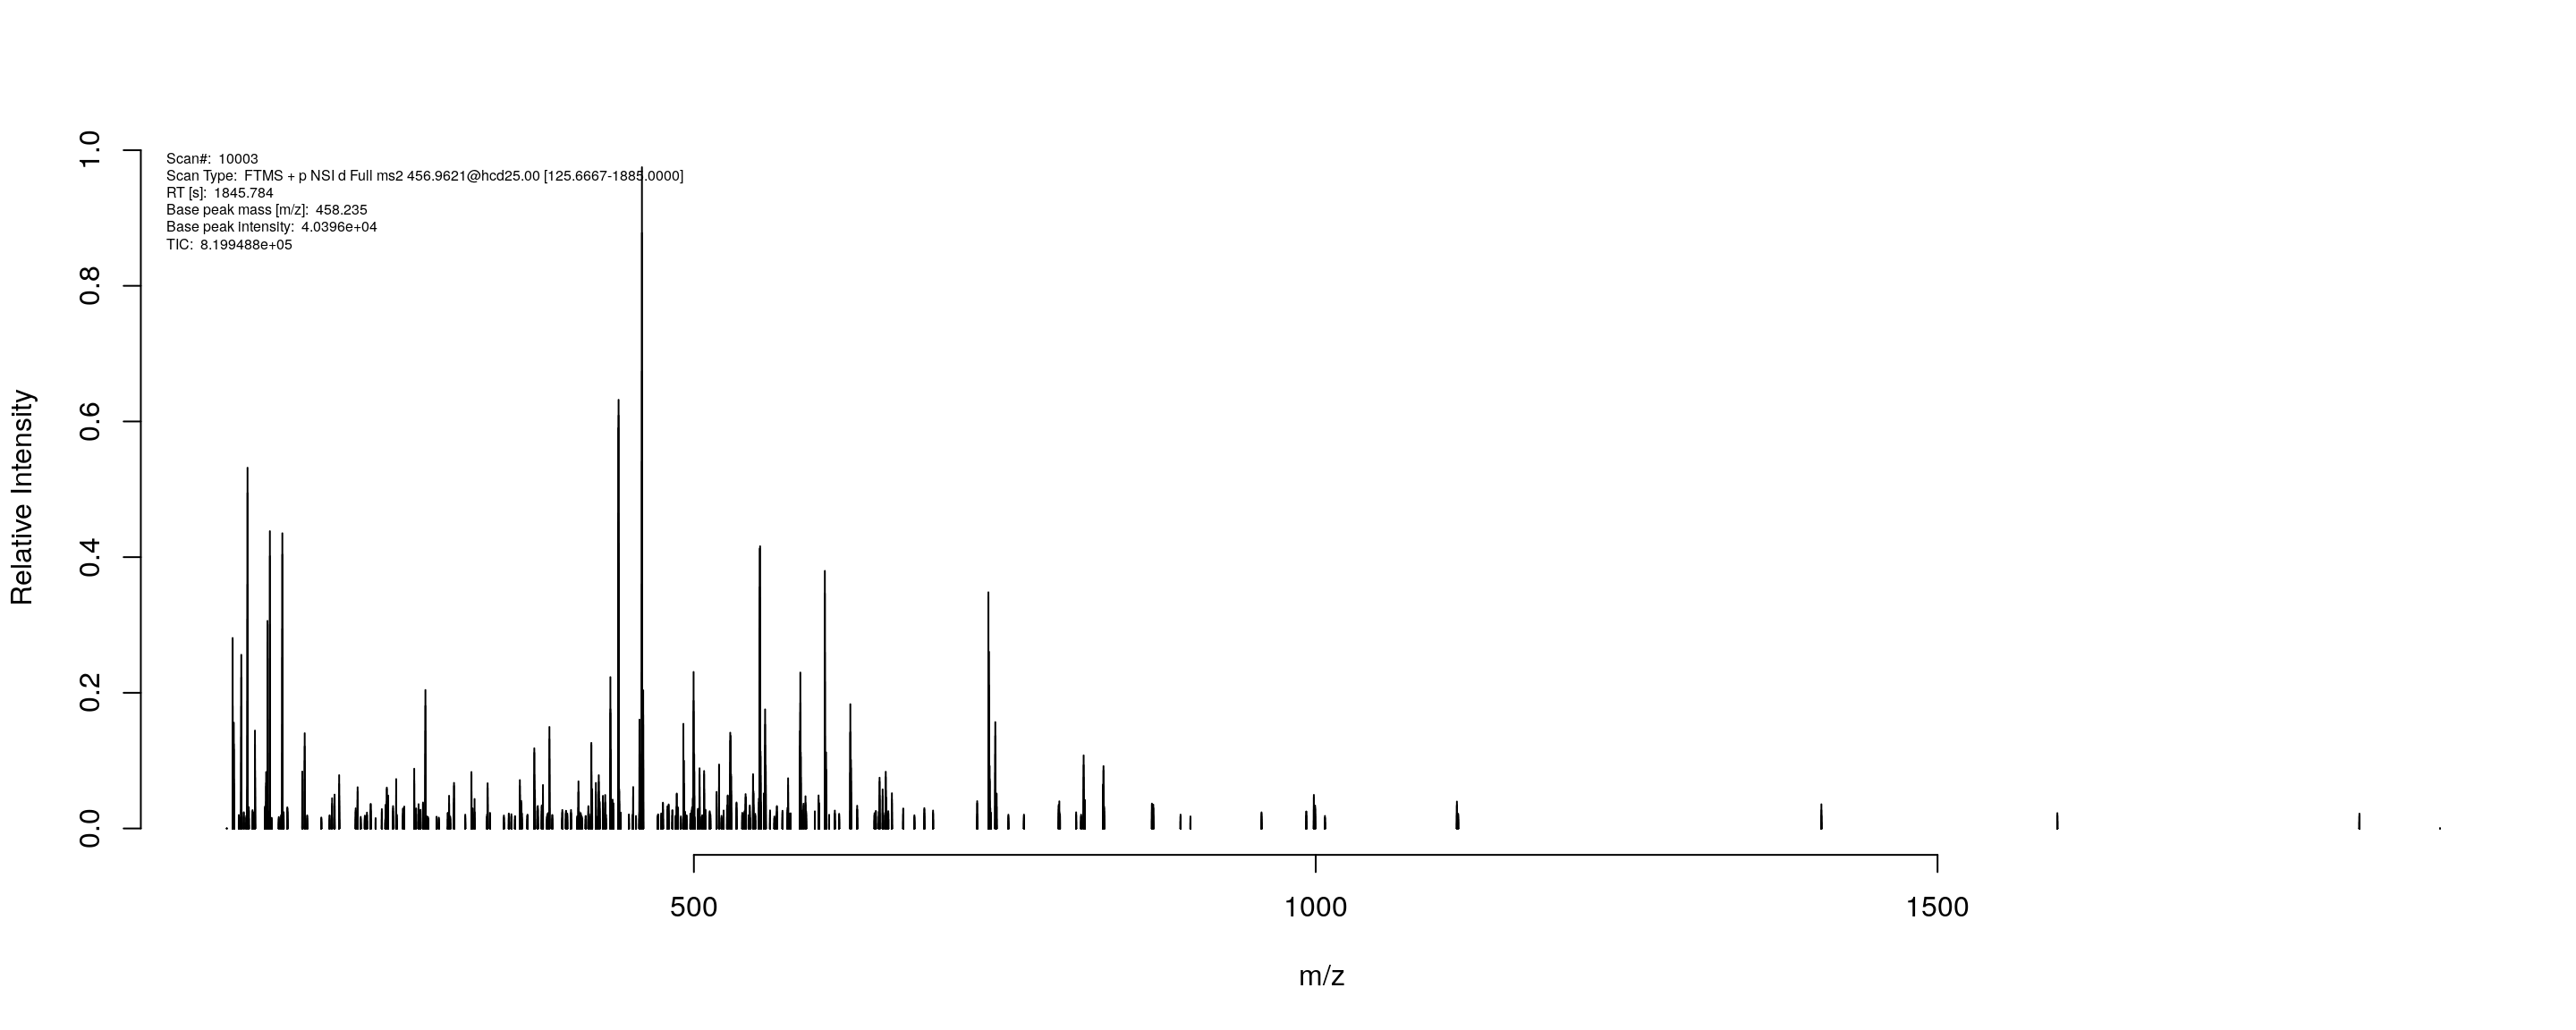 Scan#: 10003
Scan Type: FTMS + p NSI d Full ms2 456.9621@hcd25.00 [125.6667-1885.0000]
RT [s]: 1845.784
Base peak mass [m/z]: 458.235
Base peak intensity: 4.0396e+04
TIC: 8.199488e+05
Relative Intensity
1.0
0.8
0.6
0.4
0.2
0.0
500 1000 1500
m/z